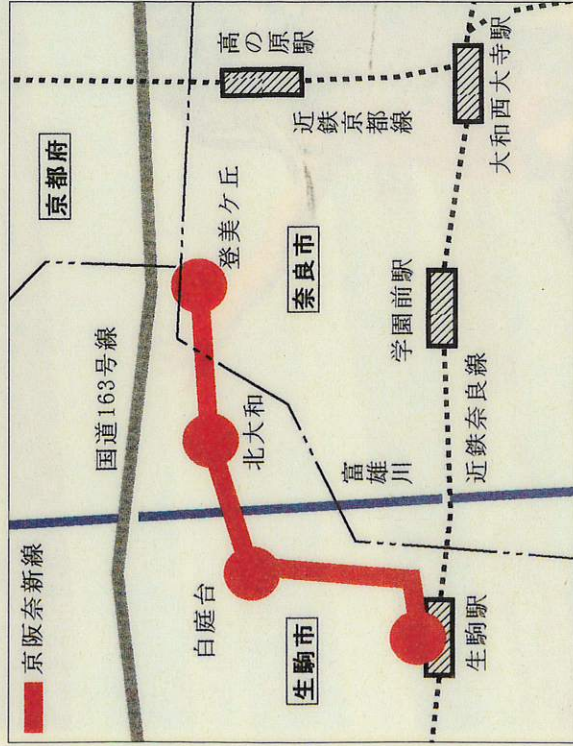 京阪奈新線
国道163号線
京都府
高の原駅
近鉄京都線
登美ケ丘
北大和
白庭台
奈良市
富雄川
生駒市
学園前駅
大和西大寺駅
近鉄奈良線
生駒駅